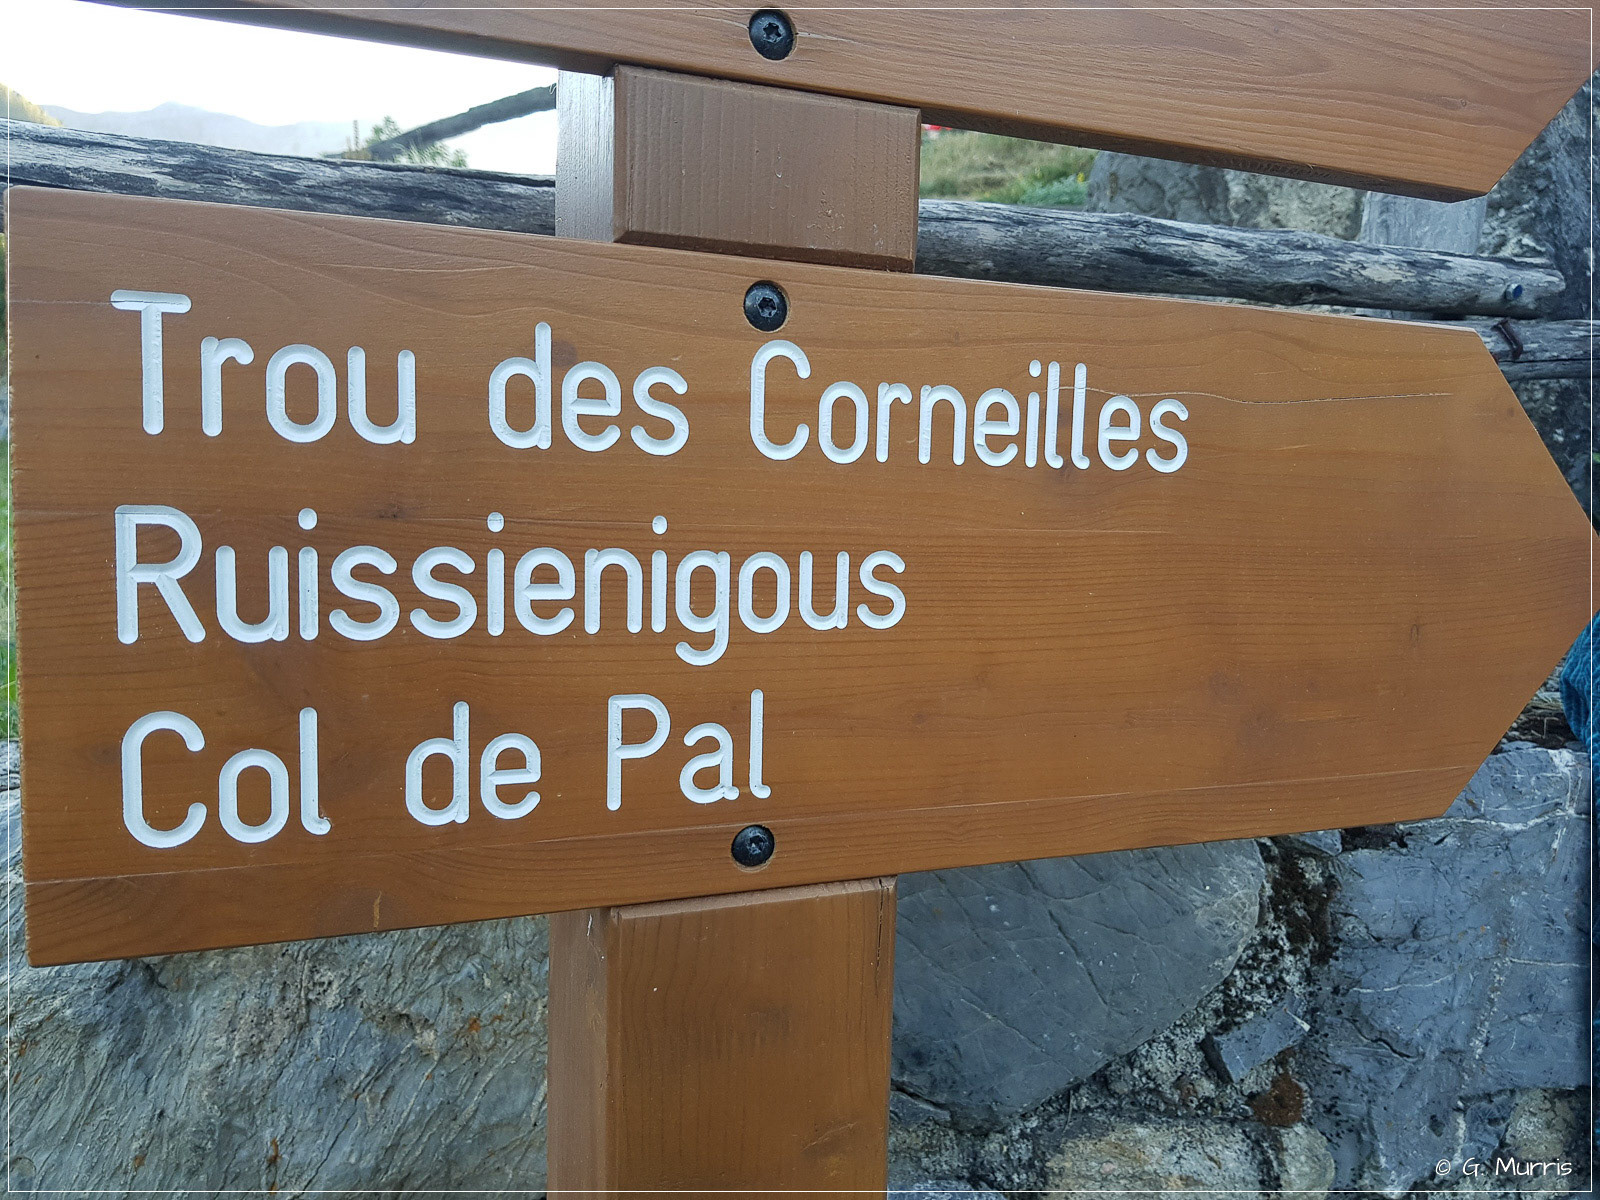 Trou des Corneilles
Ruissienigous
Col de Pal
© G. Murris